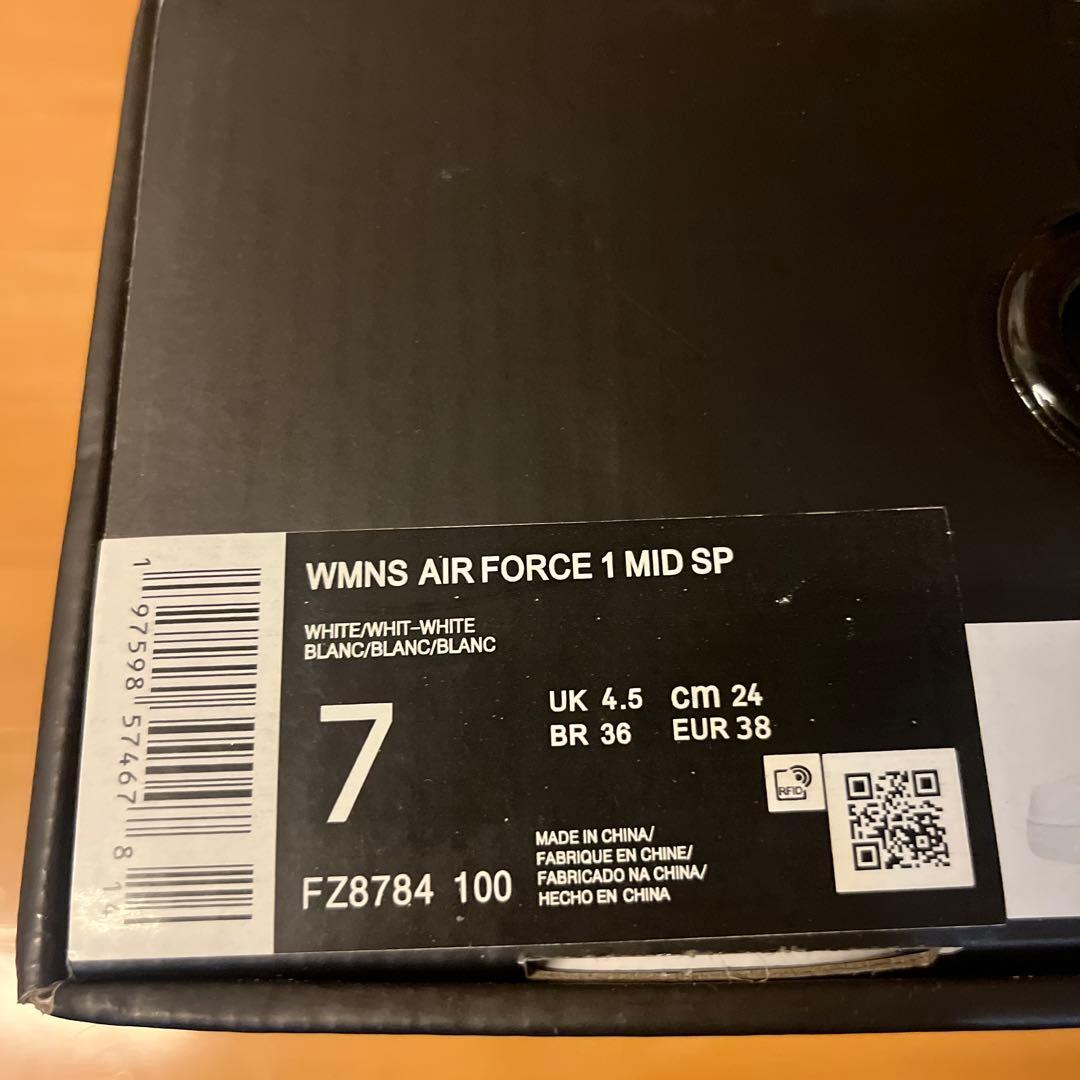 WMNS AIR FORCE 1 MID SP
WHITE/WHIT-WHITE
BLANC/BLANC/BLANC
7
UK 4.5 cm 24
BR 36 EUR 38
RFID
MADE IN CHINA/
FABRIQUE EN CHINE/
FABRICADO NA CHINA/
HECHO EN CHINA
FZ8784 100
1 97598 57467 8 14